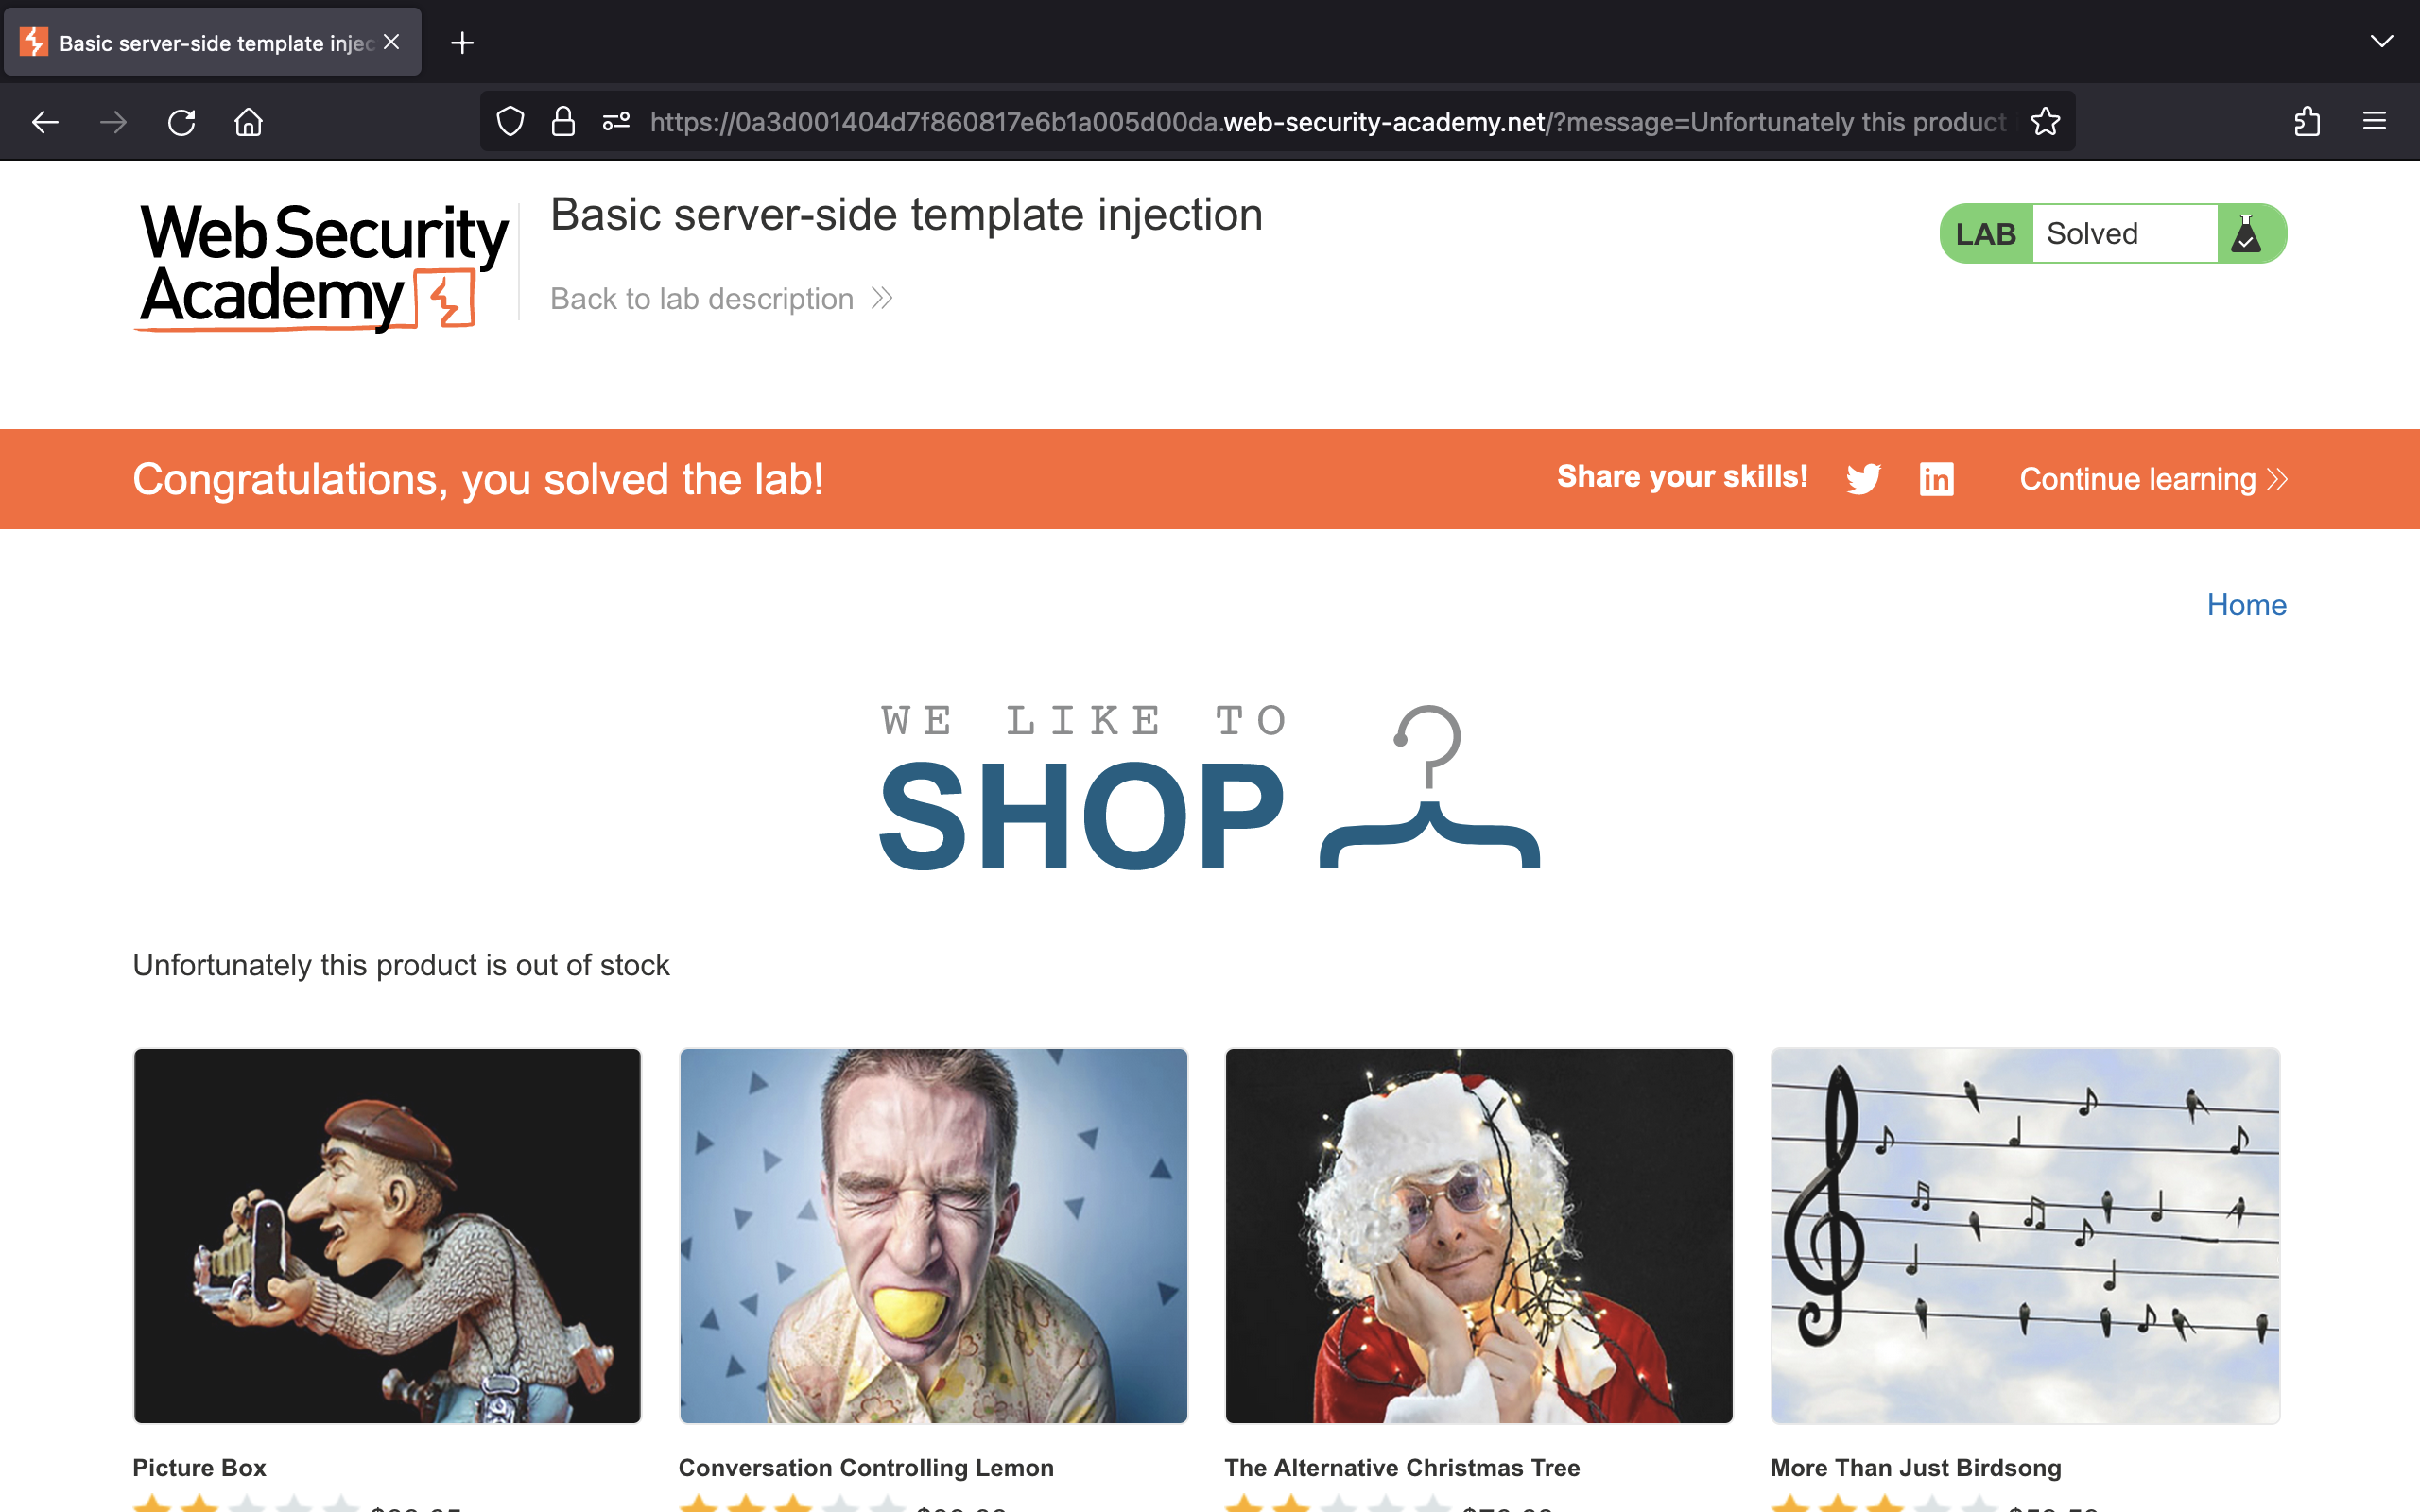 Basic server-side template injec
https://0a3d001404d7f860817e6b1a005d00da.web-security-academy.net/?message=Unfortunately this product
Web Security
Academy
Basic server-side template injection
Back to lab description
LAB Solved
Congratulations, you solved the lab!
Share your skills!
in
Continue learning
Home
WE LIKE TO
SHOP
Unfortunately this product is out of stock
Picture Box
Conversation Controlling Lemon
The Alternative Christmas Tree
More Than Just Birdsong